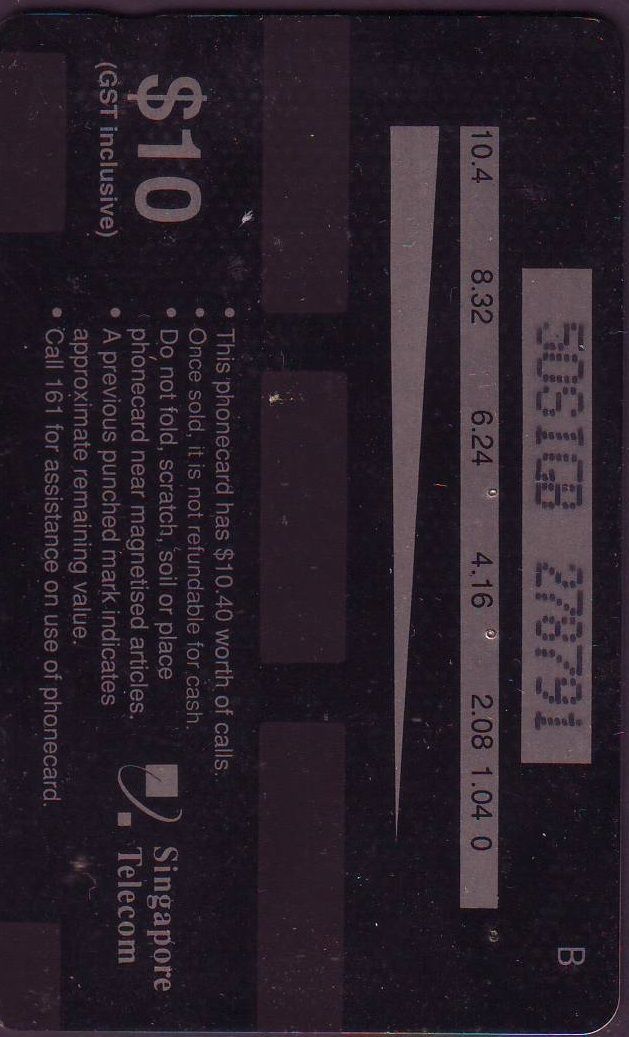 B
10.4 8.32 6.24 4.16 2.08 1.04 0
$10
(GST inclusive)
• This phonecard has $10.40 worth of calls.
• Once sold, it is not refundable for cash.
• Do not fold, scratch, soil or place
phonecard near magnetised articles.
• A previous punched mark indicates
approximate remaining value.
• Call 161 for assistance on use of phonecard.
Singapore
Telecom